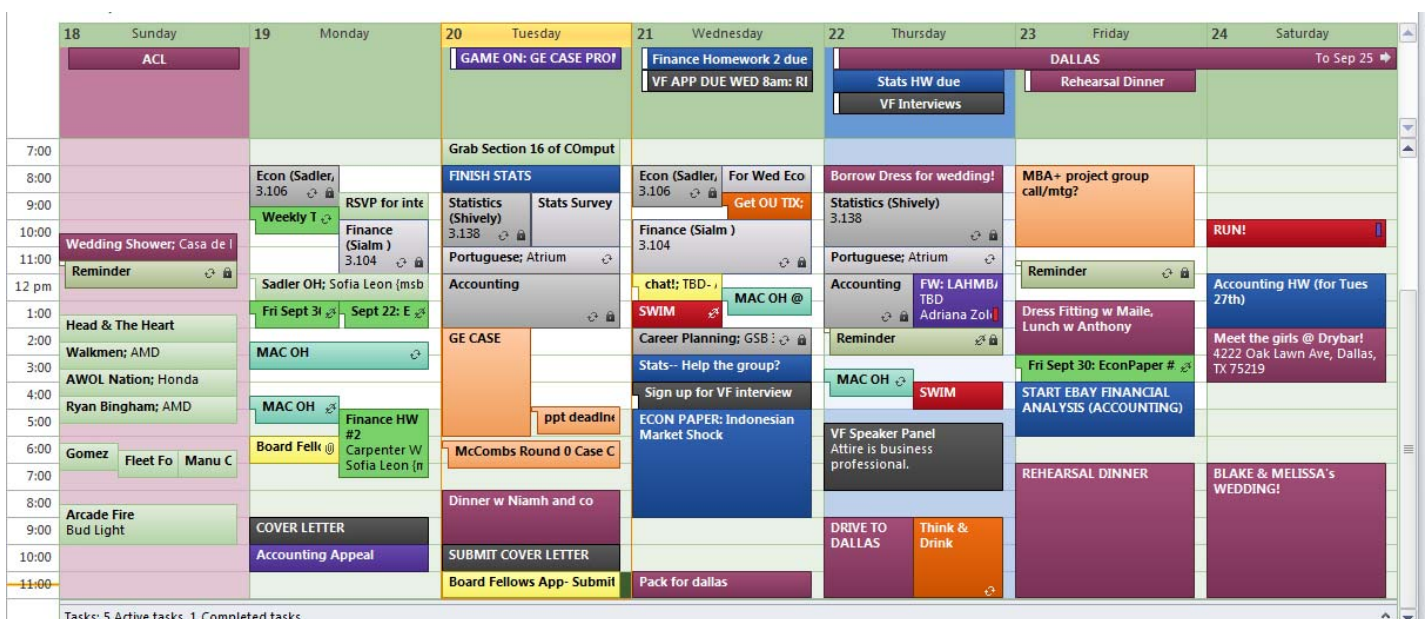 18 Sunday
19 Monday
20 Tuesday
21 Wednesday
22 Thursday
23 Friday
24 Saturday
ACL
GAME ON: GE CASE
Finance Homework 2 due
VF APP DUE WED 8am:
DALLAS
To Sep 25
Stats HW due
VF Interviews
Rehearsal Dinner
7:00
8:00
9:00
10:00
11:00
12 pm
1:00
2:00
3:00
4:00
5:00
6:00
7:00
8:00
9:00
10:00
11:00
Wedding Shower; Casa de
Reminder
Head & The Heart
Walkmen; AMD
AWOL Nation; Honda
Ryan Bingham; AMD
Gomez
Fleet Fo
Manu C
Arcade Fire
Bud Light
Econ (Sadler,
3.106
RSVP for inte
Weekly T
Finance
(Sialm )
3.104
Sadler OH; Sofia Leon {msb
Fri Sept 3
Sept 22: E
MAC OH
MAC OH
Finance HW
#2
Carpenter W
Sofia Leon
Board Fello
COVER LETTER
Accounting Appeal
Grab Section 16 of COmput
FINISH STATS
Statistics
(Shively)
3.138
Stats Survey
Portuguese; Atrium
Accounting
GE CASE
ppt deadline
McCombs Round 0 Case C
Dinner w Niamh and co
SUBMIT COVER LETTER
Board Fellows App- Submit
Econ (Sadler,
3.106
For Wed Eco
Get OU TIX;
Finance (Sialm )
3.104
chat!; TBD-
MAC OH @
SWIM
Career Planning; GSB
Stats-- Help the group?
Sign up for VF interview
ECON PAPER: Indonesian
Market Shock
Pack for dallas
Borrow Dress for wedding!
Statistics (Shively)
3.138
Portuguese; Atrium
Accounting
FW: LAHMBA
TBD
Adriana Zol
Reminder
MAC OH
SWIM
VF Speaker Panel
Attire is business
professional.
DRIVE TO
DALLAS
Think &
Drink
MBA+ project group
call/mtg?
Reminder
Dress Fitting w Maile,
Lunch w Anthony
Fri Sept 30: EconPaper #
START EBAY FINANCIAL
ANALYSIS (ACCOUNTING)
REHEARSAL DINNER
RUN!
Accounting HW (for Tues
27th)
Meet the girls @ Drybar!
4222 Oak Lawn Ave, Dallas,
TX 75219
BLAKE & MELISSA's
WEDDING!
Tasks: 5 Active tasks, 1 Completed tasks